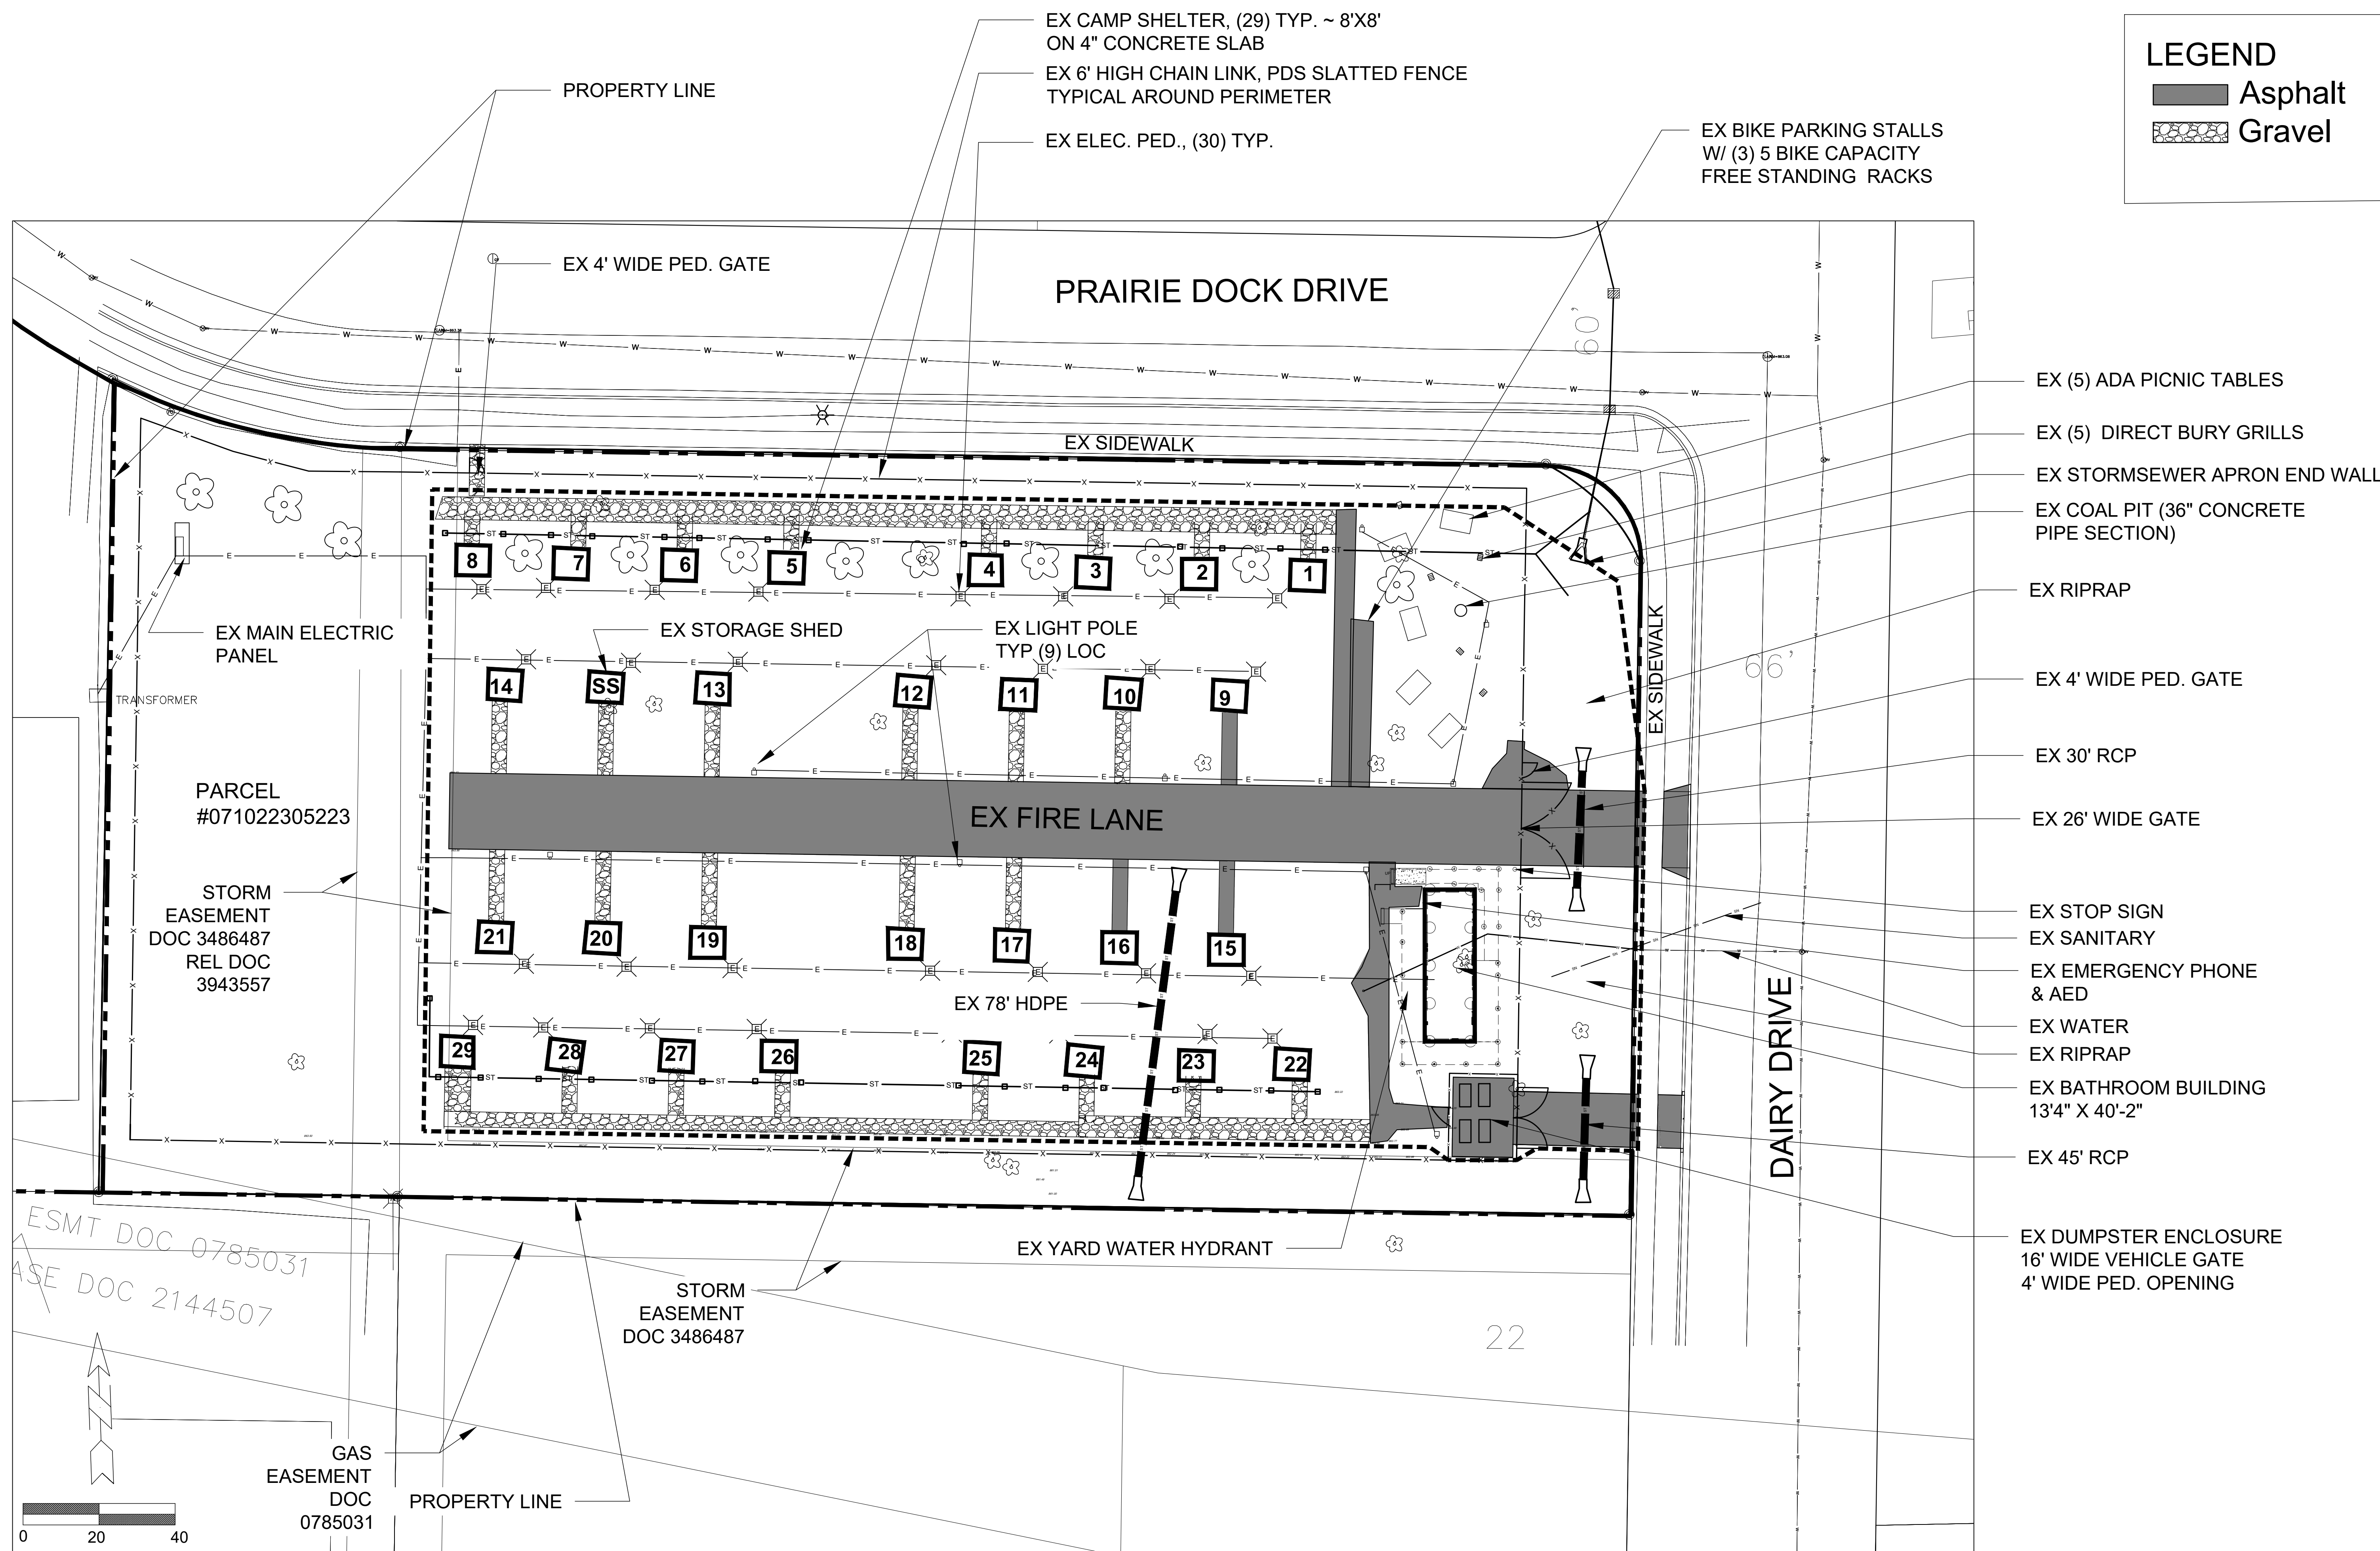 EX CAMP SHELTER, (29) TYP. ~ 8'X8'
ON 4" CONCRETE SLAB
EX 6' HIGH CHAIN LINK, PDS SLATTED FENCE
TYPICAL AROUND PERIMETER
EX ELEC. PED., (30) TYP.
PROPERTY LINE
EX BIKE PARKING STALLS
W/ (3) 5 BIKE CAPACITY
FREE STANDING RACKS
LEGEND
Asphalt
Gravel
EX 4' WIDE PED. GATE
PRAIRIE DOCK DRIVE
60'
EX SIDEWALK
EX (5) ADA PICNIC TABLES
EX (5) DIRECT BURY GRILLS
EX STORMSEWER APRON END WALL
EX COAL PIT (36" CONCRETE
PIPE SECTION)
EX RIPRAP
EX 4' WIDE PED. GATE
EX 30' RCP
EX 26' WIDE GATE
EX STOP SIGN
EX SANITARY
EX EMERGENCY PHONE
& AED
EX WATER
EX RIPRAP
EX BATHROOM BUILDING
13'4" X 40'-2"
EX 45' RCP
EX DUMPSTER ENCLOSURE
16' WIDE VEHICLE GATE
4' WIDE PED. OPENING
8 7 6 5 4 3 2 1
EX MAIN ELECTRIC
PANEL
EX STORAGE SHED
EX LIGHT POLE
TYP (9) LOC
EX SIDEWALK
66'
14 SS 13 12 11 10 9
TRANSFORMER
PARCEL
#071022305223
EX FIRE LANE
STORM
EASEMENT
DOC 3486487
REL DOC
3943557
21 20 19 18 17 16 15
EX 78' HDPE
29 28 27 26 25 24 23 22
DAIRY DRIVE
ESMT DOC 0785031
ASE DOC 2144507
EX YARD WATER HYDRANT
STORM
EASEMENT
DOC 3486487
22
GAS
EASEMENT
DOC
0785031
PROPERTY LINE
N
0 20 40